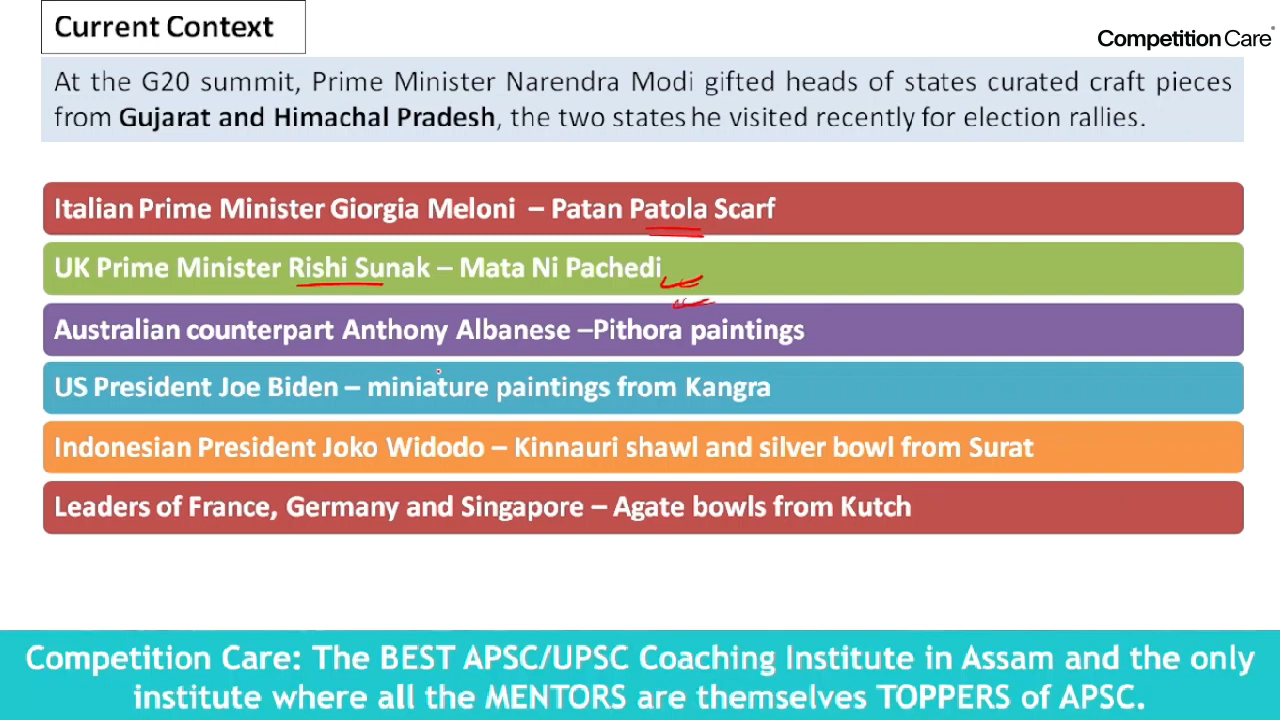 Current Context
Competition Care
At the G20 summit, Prime Minister Narendra Modi gifted heads of states curated craft pieces
from Gujarat and Himachal Pradesh, the two states he visited recently for election rallies.
Italian Prime Minister Giorgia Meloni – Patan Patola Scarf
UK Prime Minister Rishi Sunak – Mata Ni Pachedi
Australian counterpart Anthony Albanese –Pithora paintings
US President Joe Biden – miniature paintings from Kangra
Indonesian President Joko Widodo – Kinnauri shawl and silver bowl from Surat
Leaders of France, Germany and Singapore – Agate bowls from Kutch
Competition Care: The BEST APSC/UPSC Coaching Institute in Assam and the only
institute where all the MENTORS are themselves TOPPERS of APSC.